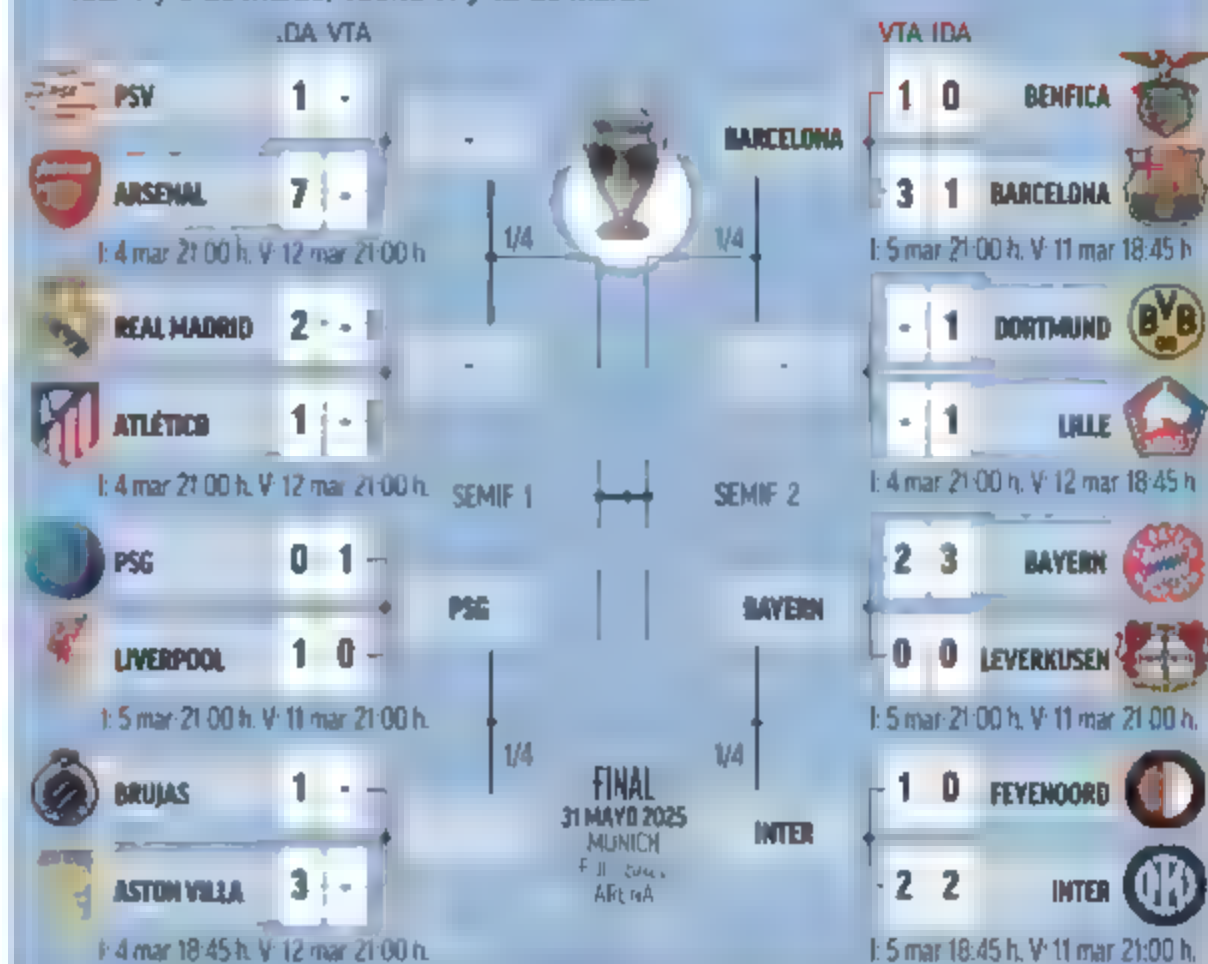 VTA
VTA IDA
PSV 1 -
-
BARCELONA
1 0 BENFICA
ARSENAL 7 -
3 1 BARCELONA
I: 4 mar 21:00 h. V: 12 mar 21:00 h.
1/4
1/4
I: 5 mar 21:00 h. V: 11 mar 18:45 h.
REAL MADRID 2 -
- 1 DORTMUND
BVB
09
-
-
ATLÉTICO 1 -
- 1 LILLE
I: 4 mar 21:00 h. V: 12 mar 21:00 h.
SEMIF 1
SEMIF 2
I: 4 mar 21:00 h. V: 12 mar 18:45 h.
PSG 0 1
2 3 BAYERN
PSG
BAYERN
LIVERPOOL 1 0
0 0 LEVERKUSEN
I: 5 mar 21:00 h. V: 11 mar 21:00 h.
I: 5 mar 21:00 h. V: 11 mar 21:00 h.
1/4
1/4
BRUJAS 1 -
FINAL
31 MAYO 2025
MUNICH
INTER
1 0 FEYENOORD
ASTON VILLA 3 -
2 2 INTER
I: 4 mar 18:45 h. V: 12 mar 21:00 h.
I: 5 mar 18:45 h. V: 11 mar 21:00 h.